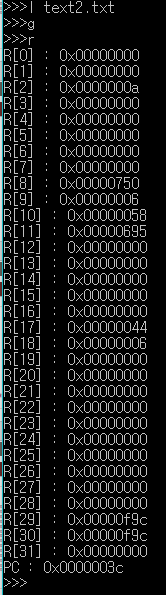 >>>l text2.txt
>>>g
>>>r
R[0] : 0x00000000
R[1] : 0x00000000
R[2] : 0x0000000a
R[3] : 0x00000000
R[4] : 0x00000000
R[5] : 0x00000000
R[6] : 0x00000000
R[7] : 0x00000000
R[8] : 0x00000750
R[9] : 0x00000006
R[10] : 0x00000058
R[11] : 0x00000695
R[12] : 0x00000000
R[13] : 0x00000000
R[14] : 0x00000000
R[15] : 0x00000000
R[16] : 0x00000000
R[17] : 0x00000044
R[18] : 0x00000006
R[19] : 0x00000000
R[20] : 0x00000000
R[21] : 0x00000000
R[22] : 0x00000000
R[23] : 0x00000000
R[24] : 0x00000000
R[25] : 0x00000000
R[26] : 0x00000000
R[27] : 0x00000000
R[28] : 0x00000000
R[29] : 0x00000f9c
R[30] : 0x00000f9c
R[31] : 0x00000000
PC : 0x0000003c
>>>